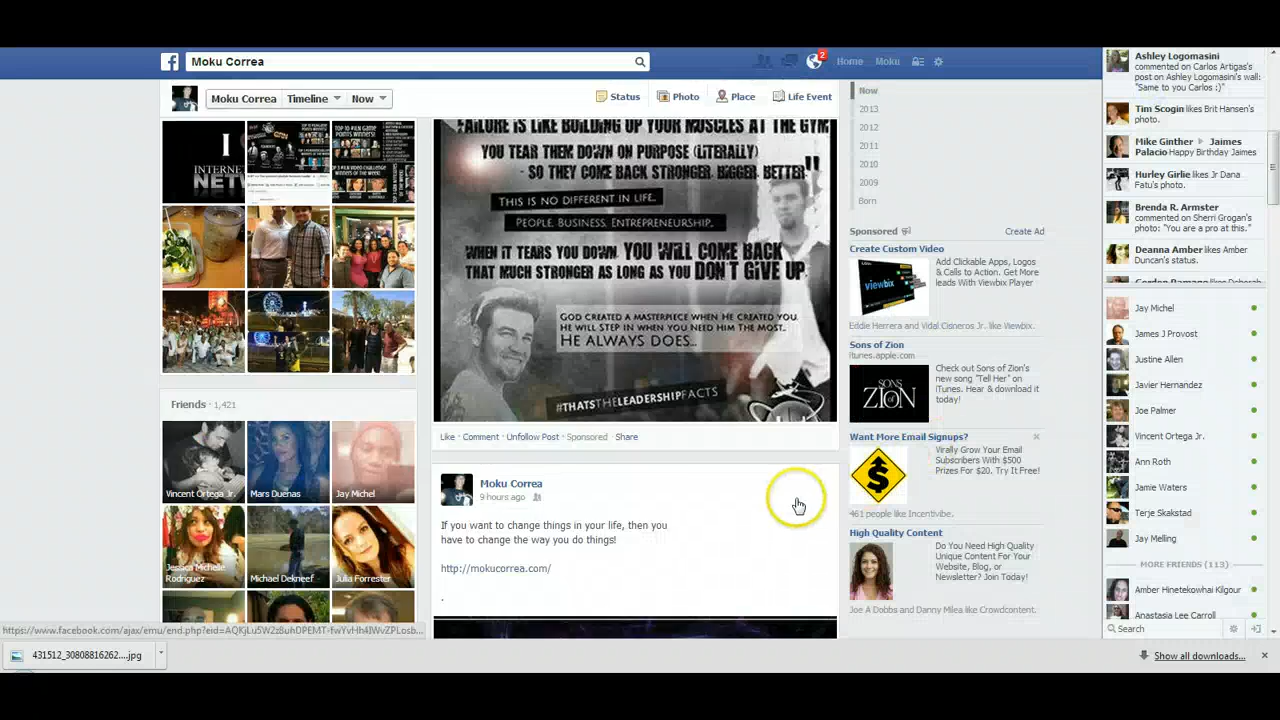 Moku Correa
2
Home
Moku
Moku Correa
Timeline
Now
Status
Photo
Place
Life Event
I
INTERNE
NETV
Friends · 1,421
Vincent Ortega Jr.
Mars Duenas
Jay Michel
Jessica Michelle
Rodriguez
Michael Dekneef
Julia Forrester
FAILURE IS LIKE BUILDING UP YOUR MUSCLES AT THE GYM
YOU TEAR THEM DOWN ON PURPOSE (LITERALLY)
- SO THEY COME BACK STRONGER, BIGGER, BETTER"
THIS IS NO DIFFERENT IN LIFE,
PEOPLE, BUSINESS, ENTREPRENEURSHIP,
WHEN IT TEARS YOU DOWN YOU WILL COME BACK
THAT MUCH STRONGER AS LONG AS YOU DON'T GIVE UP
GOD CREATED A MASTERPIECE WHEN HE CREATED YOU.
HE WILL STEP IN WHEN YOU NEED HIM THE MOST.
HE ALWAYS DOES...
#THATSTHELEADERSHIPFACTS
Like · Comment · Unfollow Post · Sponsored · Share
Moku Correa
9 hours ago
If you want to change things in your life, then you
have to change the way you do things!
http://mokucorrea.com/
.
Now
2013
2012
2011
2010
2009
Born
Sponsored
Create Ad
Create Custom Video
viewbix
Add Clickable Apps, Logos
& Calls to Action. Get More
leads With Viewbix Player
Eddie Herrera and Vidal Cisneros Jr. like Viewbix.
Sons of Zion
itunes.apple.com
SONS
of
ZION
Check out Sons of Zion's
new song "Tell Her" on
iTunes. Hear & download it
today!
Want More Email Signups?
Virally Grow Your Email
Subscribers With $500
Prizes For $20. Try It Free!
461 people like Incentivibe.
High Quality Content
Do You Need High Quality
Unique Content For Your
Website, Blog, or
Newsletter? Join Today!
Joe A Dobbs and Danny Milea like Crowdcontent.
Ashley Logomasini
commented on Carlos Artigas's
post on Ashley Logomasini's wall:
"Same to you Carlos :)"
Tim Scogin likes Brit Hansen's
photo.
Mike Ginther ▸ Jaimes
Palacio Happy Birthday Jaimes
Hurley Girlie likes Jr Dana
Fatu's photo.
Brenda R. Armster
commented on Sherri Grogan's
photo: "You are a pro at this."
Deanna Amber likes Amber
Duncan's status.
Jay Michel
James J Provost
Justine Allen
Javier Hernandez
Joe Palmer
Vincent Ortega Jr.
Ann Roth
Jamie Waters
Terje Skakstad
Jay Melling
MORE FRIENDS (113)
Amber Hinetekowhai Kilgour
Anastasia Lee Carroll
Search
431512_30808816262....jpg
Show all downloads...